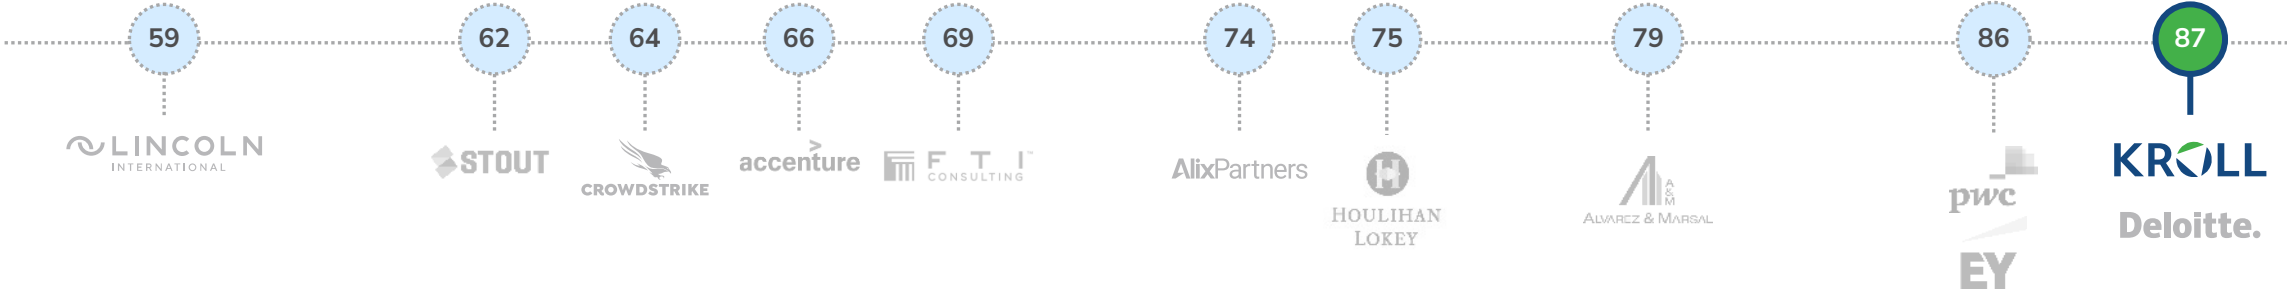 59 62 64 66 69 74 75 79 86 87
LINCOLN
INTERNATIONAL
STOUT
CROWDSTRIKE
accenture
FTI™
CONSULTING
AlixPartners
H
HOULIHAN
LOKEY
A&M
ALVAREZ & MARSAL
pwc
EY
KROLL
Deloitte.